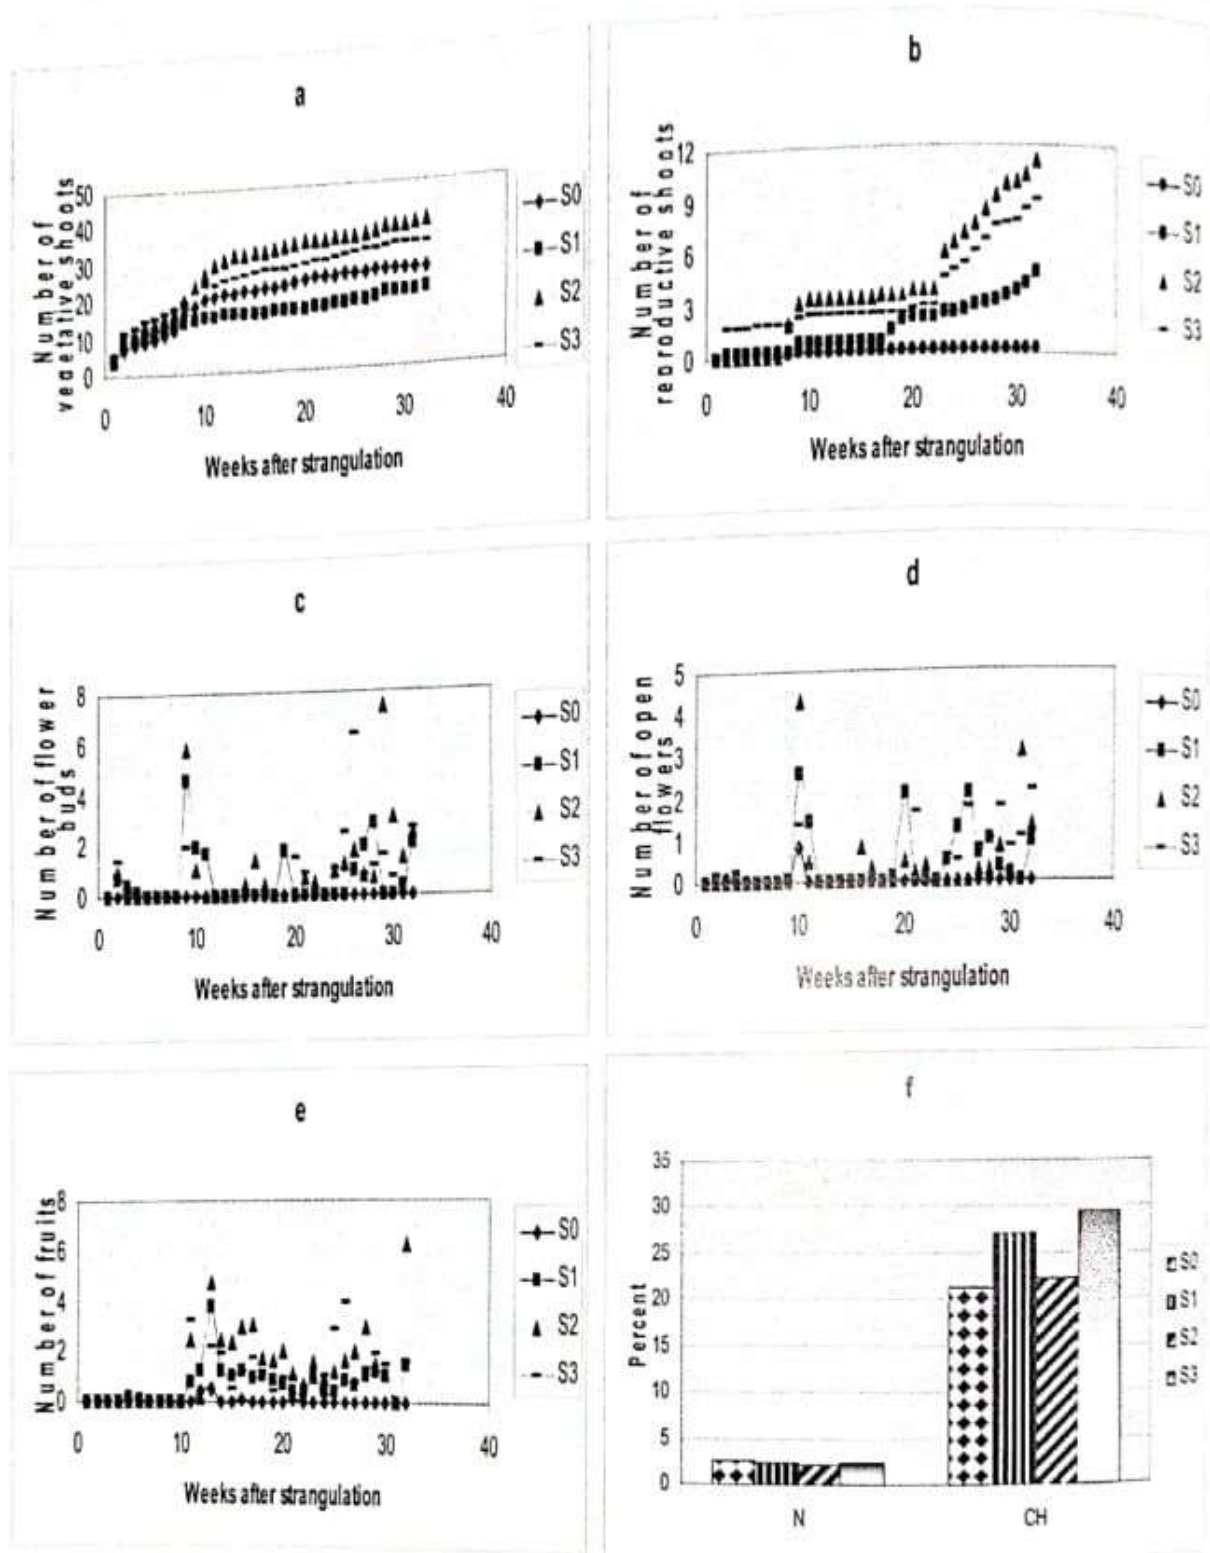 a
Number of
veaetative shoots
50
40
30
20
10
0
0
10
20
30
40
Weeks after strangulation
S0
S1
S2
S3
b
Number of
reoroductive shoots
12
9
6
3
0
0
10
20
30
40
Weeks after strangulation
S0
S1
S2
S3
c
Number of flower
buds
8
6
4
2
0
0
10
20
30
40
Weeks after strangulation
S0
S1
S2
S3
d
Number of open
flowers
5
4
3
2
1
0
0
10
20
30
40
Weeks after strangulation
S0
S1
S2
S3
e
Number of fruits
8
6
4
2
0
0
10
20
30
40
Weeks after strangulation
S0
S1
S2
S3
f
Percent
35
30
25
20
15
10
5
0
N
CH
S0
S1
S2
S3